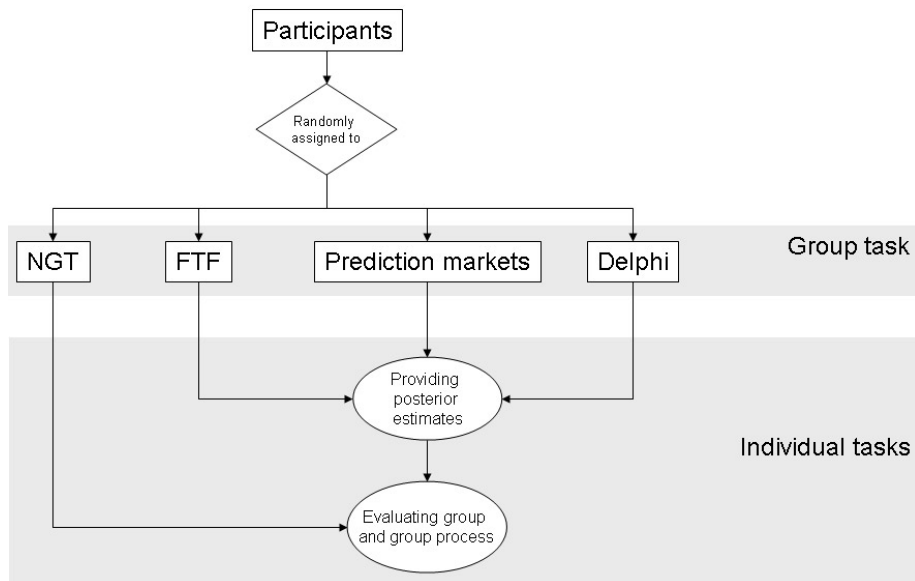 Participants
Randomly
assigned to
Group task
NGT
FTF
Prediction markets
Delphi
Providing
posterior
estimates
Individual tasks
Evaluating group
and group process